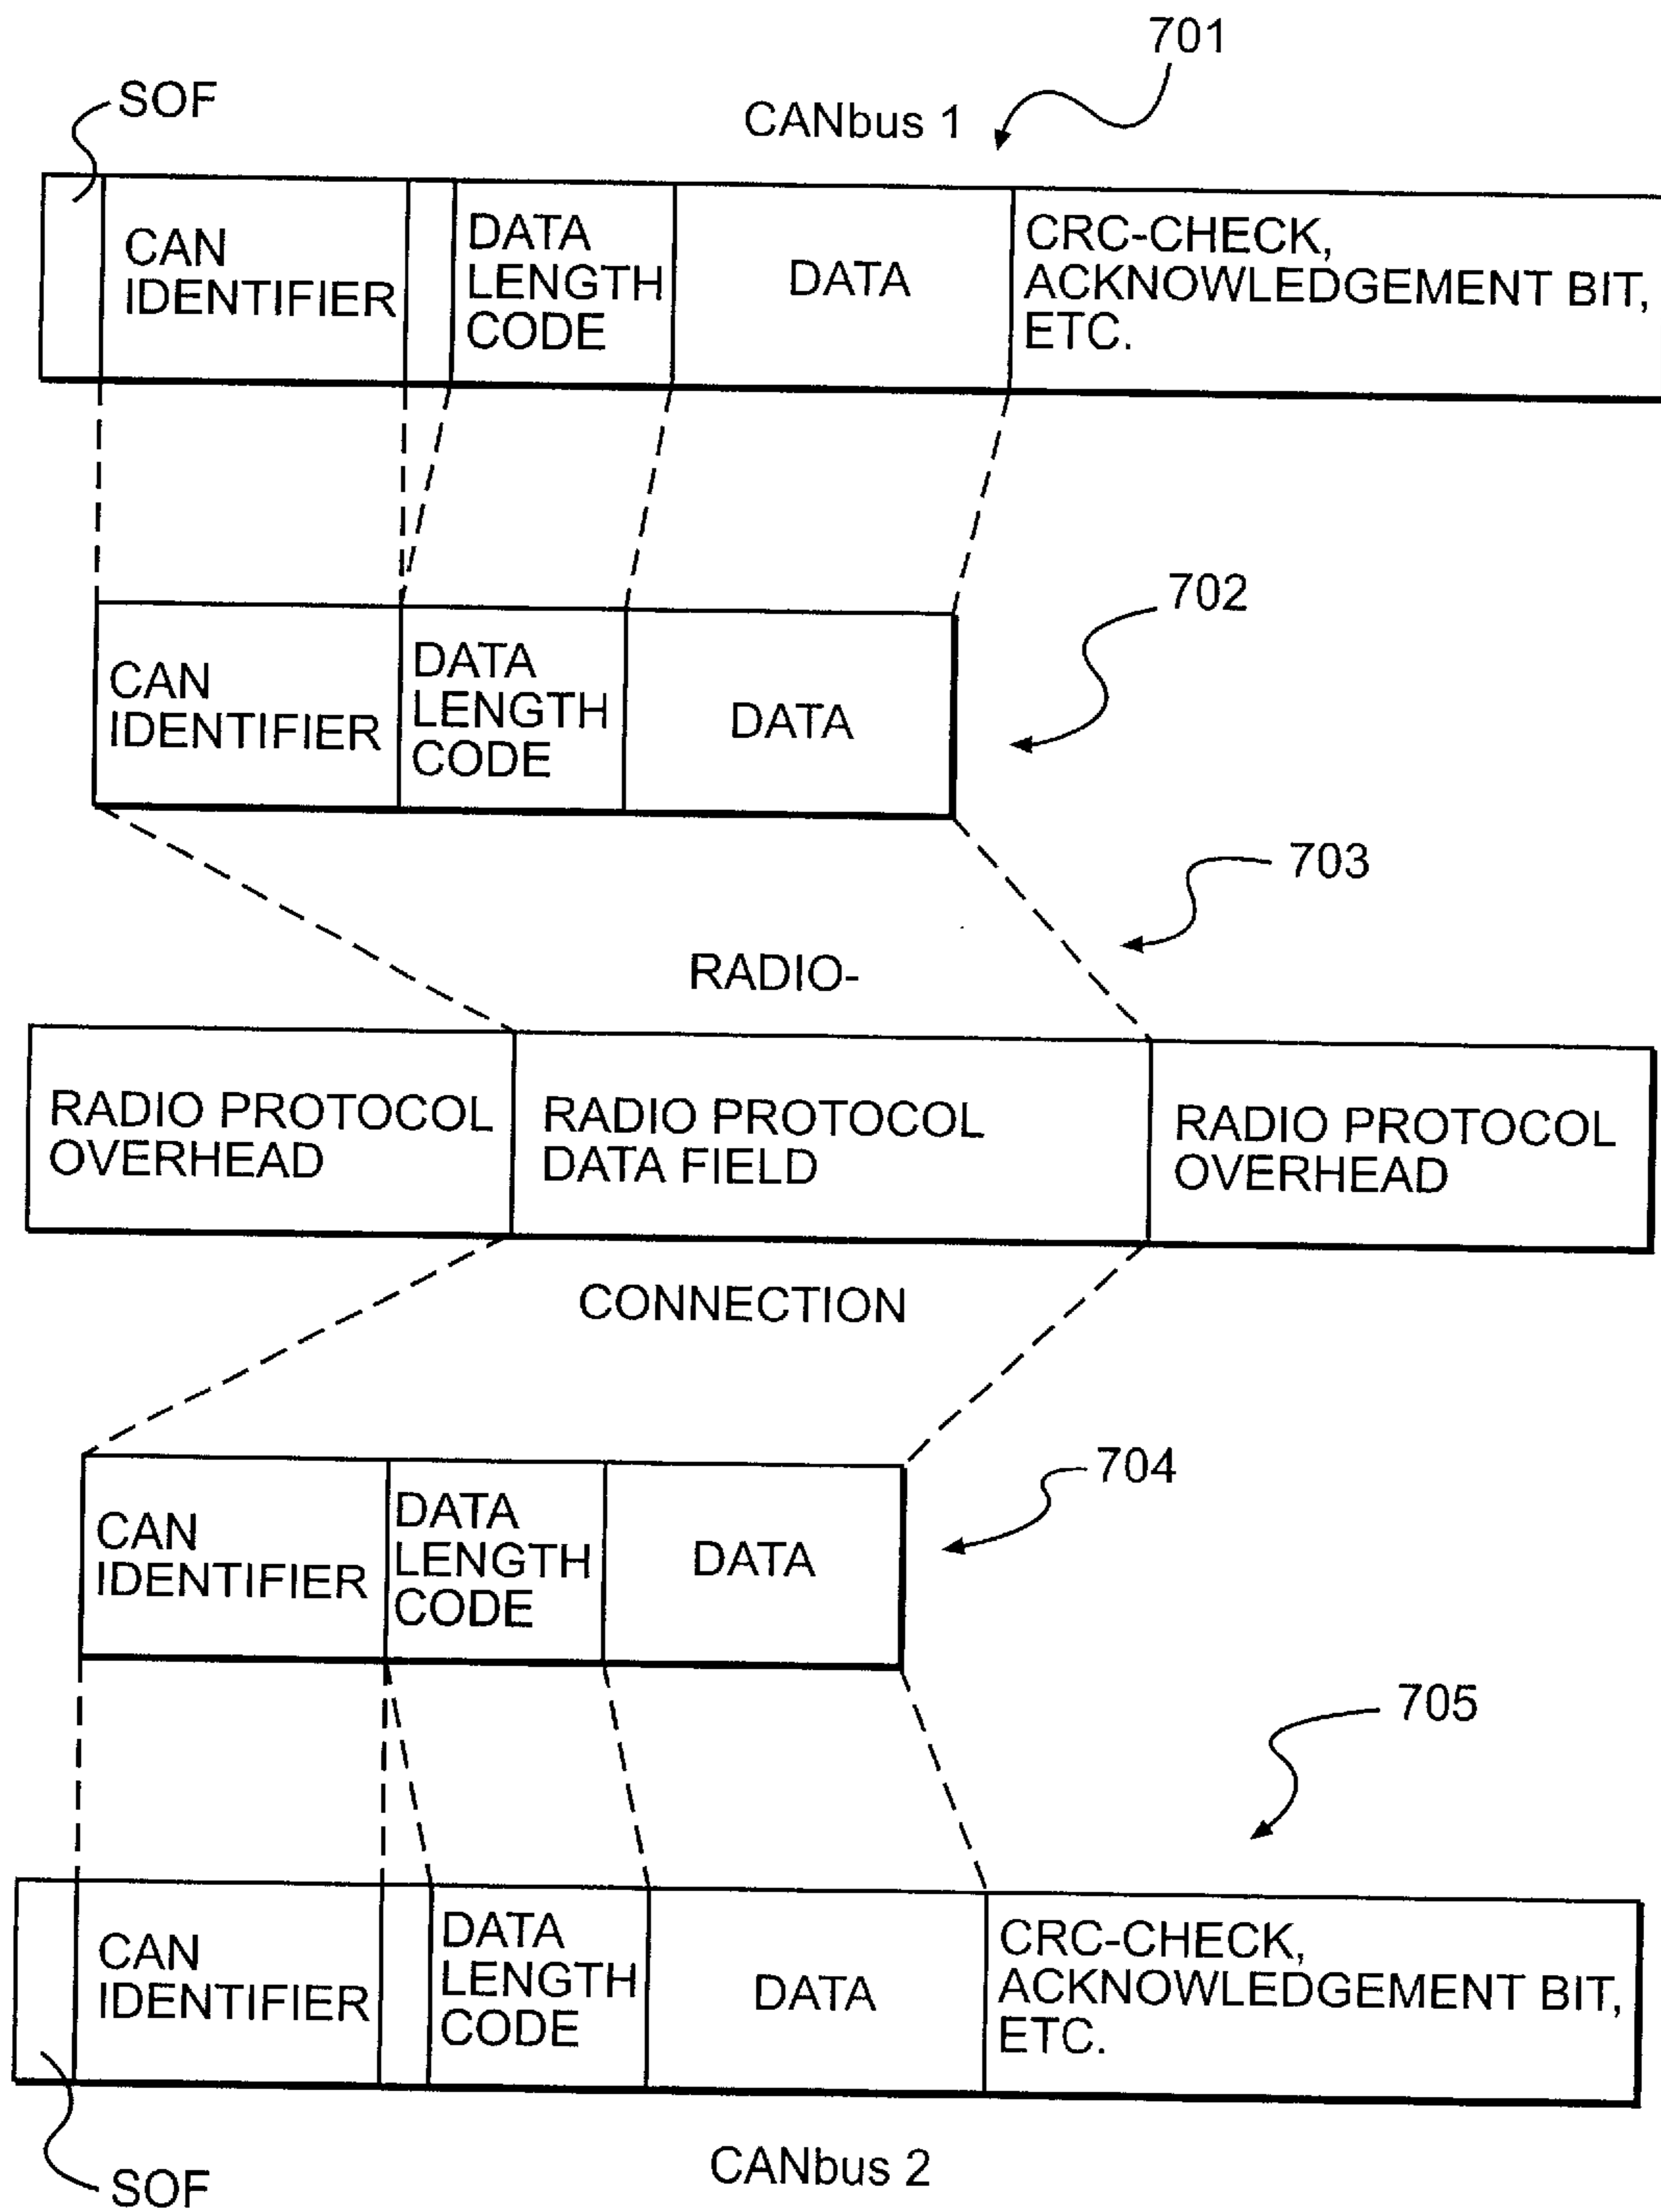 701
SOF
CANbus 1
CAN
IDENTIFIER
DATA
LENGTH
CODE
DATA
CRC-CHECK,
ACKNOWLEDGEMENT BIT,
ETC.
702
CAN
IDENTIFIER
DATA
LENGTH
CODE
DATA
703
RADIO-
RADIO PROTOCOL
OVERHEAD
RADIO PROTOCOL
DATA FIELD
RADIO PROTOCOL
OVERHEAD
CONNECTION
704
CAN
IDENTIFIER
DATA
LENGTH
CODE
DATA
705
CAN
IDENTIFIER
DATA
LENGTH
CODE
DATA
CRC-CHECK,
ACKNOWLEDGEMENT BIT,
ETC.
SOF
CANbus 2